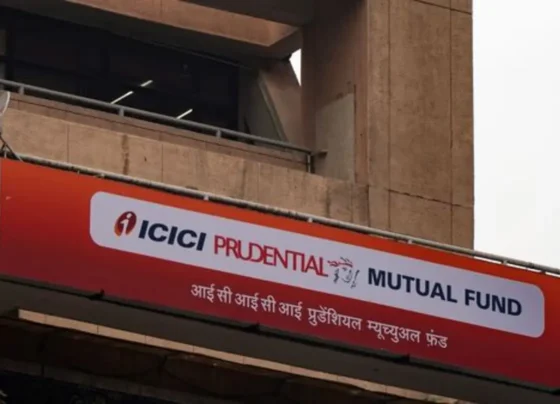 ICICI PRUDENTIAL MUTUAL FUND
आई सी आई सी आई प्रुडेंशियल म्यूच्युअल फ़ंड